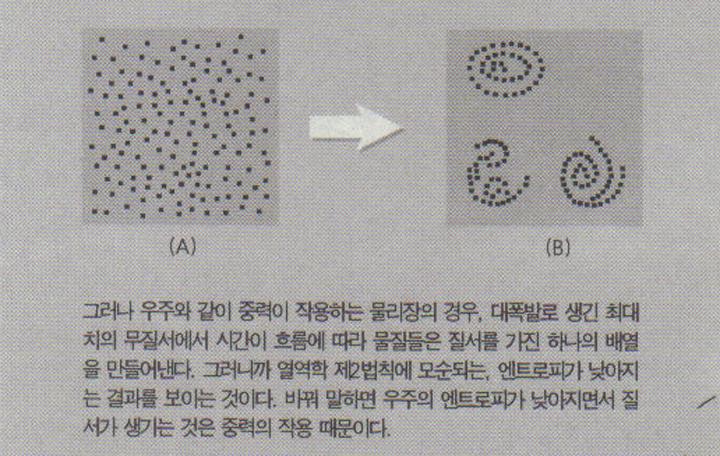 (A)
(B)
그러나 우주와 같이 중력이 작용하는 물리장의 경우, 대폭발로 생긴 최대
치의 무질서에서 시간이 흐름에 따라 물질들은 질서를 가진 하나의 배열
을 만들어낸다. 그러니까 열역학 제2법칙에 모순되는, 엔트로피가 낮아지
는 결과를 보이는 것이다. 바꿔 말하면 우주의 엔트로피가 낮아지면서 질
서가 생기는 것은 중력의 작용 때문이다.